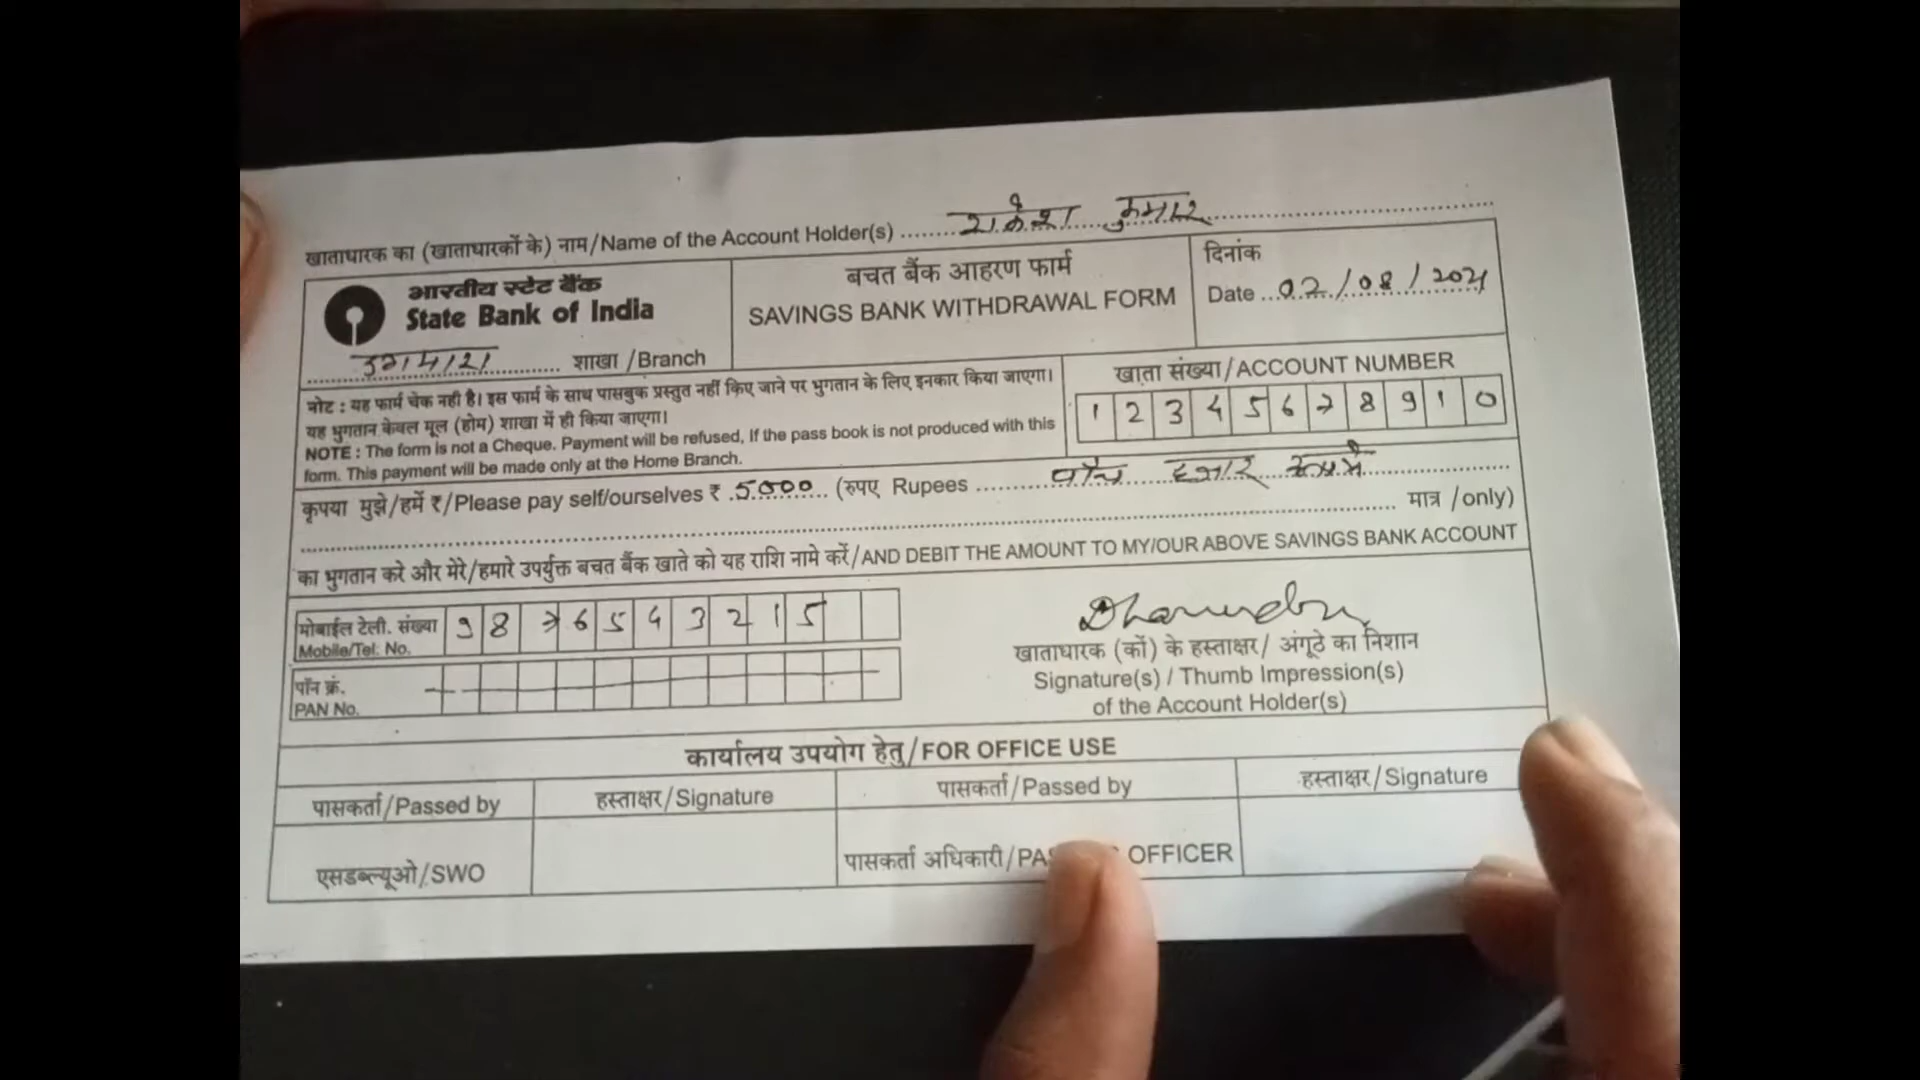 खाताधारक का (खाताधारकों के) नाम/Name of the Account Holder(s) राकेश कुमार
भारतीय स्टेट बैंक
State Bank of India
शाखा /Branch
बचत बैंक आहरण फार्म
SAVINGS BANK WITHDRAWAL FORM
दिनांक
Date 02/08/2021
नोट : यह फार्म चेक नही है। इस फार्म के साथ पासबुक प्रस्तुत नहीं किए जाने पर भुगतान के लिए इनकार किया जाएगा।
यह भुगतान केवल मूल (होम) शाखा में ही किया जाएगा।
NOTE : The form is not a Cheque. Payment will be refused, If the pass book is not produced with this
form. This payment will be made only at the Home Branch.
खाता संख्या/ACCOUNT NUMBER
1 2 3 4 5 6 7 8 9 1 0
कृपया मुझे/हमें ₹/Please pay self/ourselves ₹ 5000 (रुपए Rupees पाँच हजार रूपये
मात्र /only)
का भुगतान करे और मेरे/हमारे उपर्युक्त बचत बैंक खाते को यह राशि नामे करें/AND DEBIT THE AMOUNT TO MY/OUR ABOVE SAVINGS BANK ACCOUNT
मोबाईल टेली. संख्या 9 8 7 6 5 4 3 2 1 5
Mobile/Tel. No.
पॉन क्रं.
PAN No.
खाताधारक (कों) के हस्ताक्षर/ अंगूठे का निशान
Signature(s) / Thumb Impression(s)
of the Account Holder(s)
कार्यालय उपयोग हेतु/FOR OFFICE USE
पासकर्ता/Passed by हस्ताक्षर/Signature पासकर्ता/Passed by हस्ताक्षर/Signature
एसडब्ल्यूओ/SWO पासकर्ता अधिकारी/ OFFICER